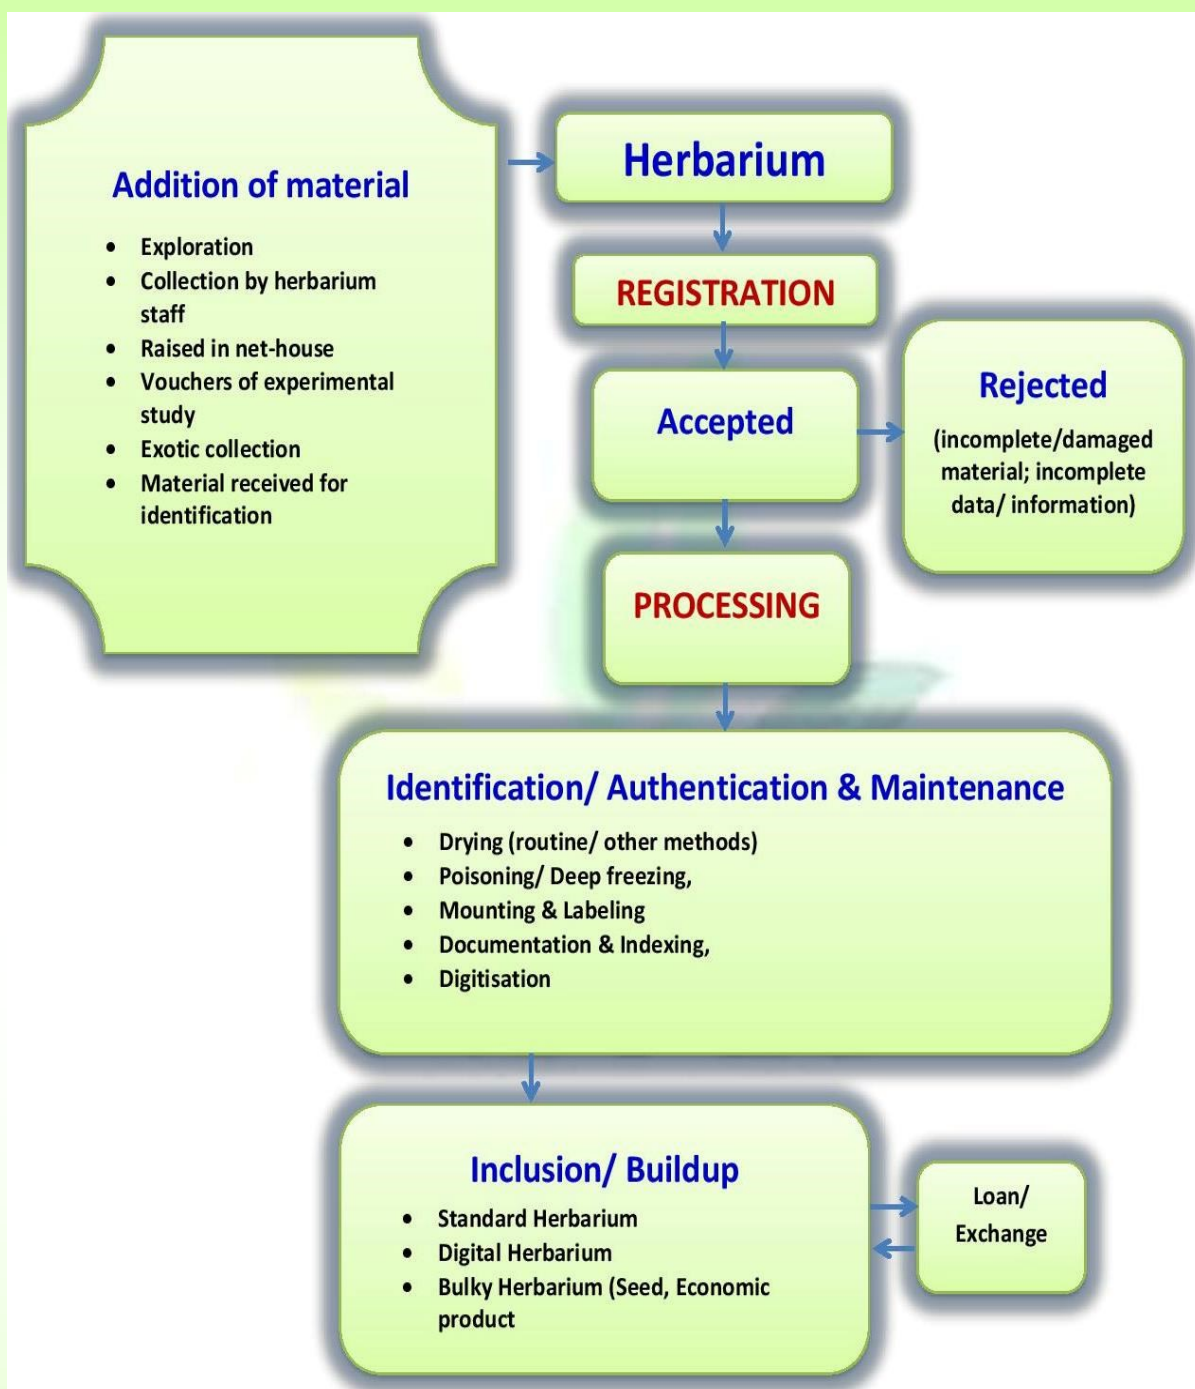 Addition of material
• Exploration
• Collection by herbarium
staff
• Raised in net-house
• Vouchers of experimental
study
• Exotic collection
• Material received for
identification
Herbarium
REGISTRATION
Accepted
Rejected
(incomplete/damaged
material; incomplete
data/ information)
PROCESSING
Identification/ Authentication & Maintenance
• Drying (routine/ other methods)
• Poisoning/ Deep freezing,
• Mounting & Labeling
• Documentation & Indexing,
• Digitisation
Inclusion/ Buildup
• Standard Herbarium
• Digital Herbarium
• Bulky Herbarium (Seed, Economic
product
Loan/
Exchange